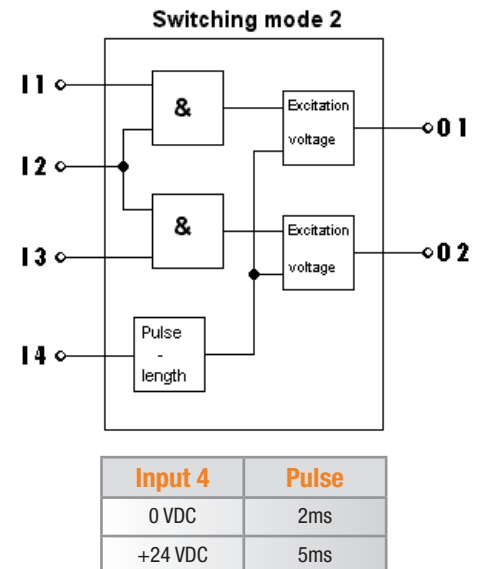 Switching mode 2
I1
&
Excitation
voltage
O1
I2
&
Excitation
voltage
O2
I3
Pulse
-
length
I4
Input 4 Pulse
0 VDC 2ms
+24 VDC 5ms